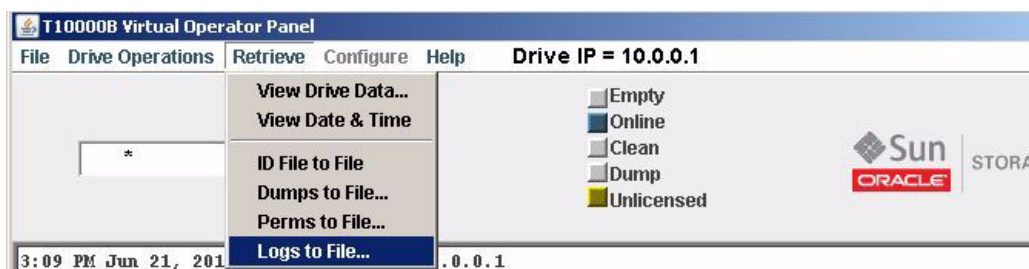 T10000B Virtual Operator Panel
File Drive Operations Retrieve Configure Help Drive IP = 10.0.0.1
View Drive Data...
View Date & Time
ID File to File
Dumps to File...
Perms to File...
Logs to File...
*
Empty
Online
Clean
Dump
Unlicensed
Sun
ORACLE
STORA
3:09 PM Jun 21, 201
.0.0.1